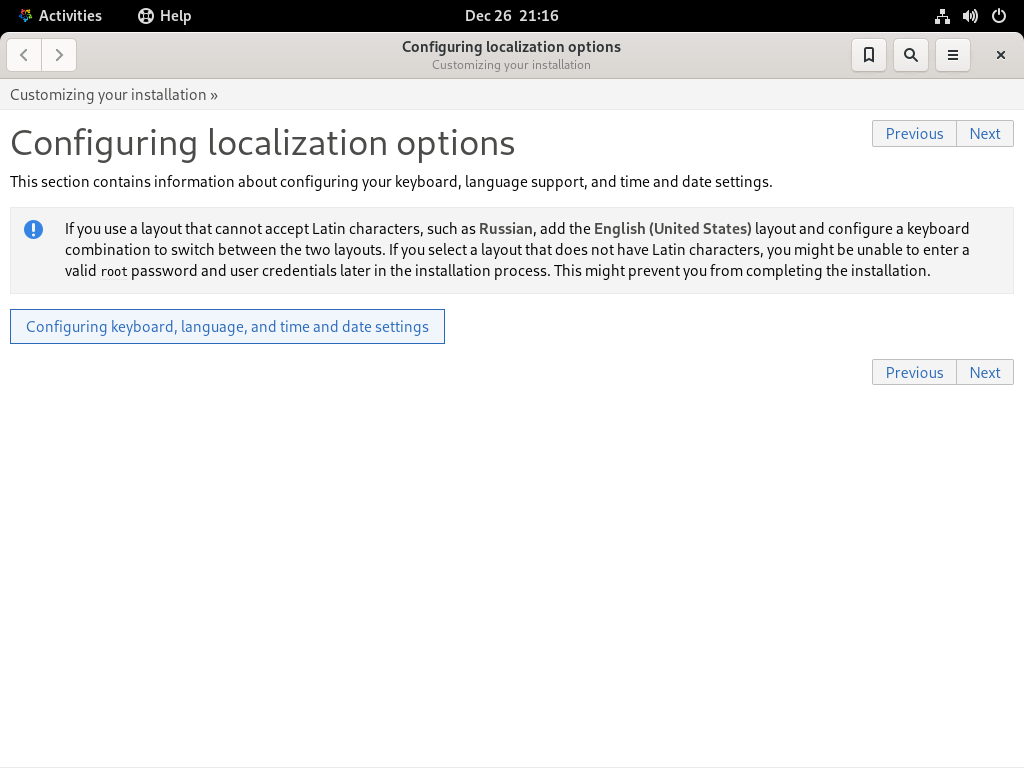 Activities Help Dec 26 21:16
Configuring localization options
Customizing your installation
Customizing your installation »
Configuring localization options
Previous Next
This section contains information about configuring your keyboard, language support, and time and date settings.
If you use a layout that cannot accept Latin characters, such as Russian, add the English (United States) layout and configure a keyboard
combination to switch between the two layouts. If you select a layout that does not have Latin characters, you might be unable to enter a
valid root password and user credentials later in the installation process. This might prevent you from completing the installation.
Configuring keyboard, language, and time and date settings
Previous Next